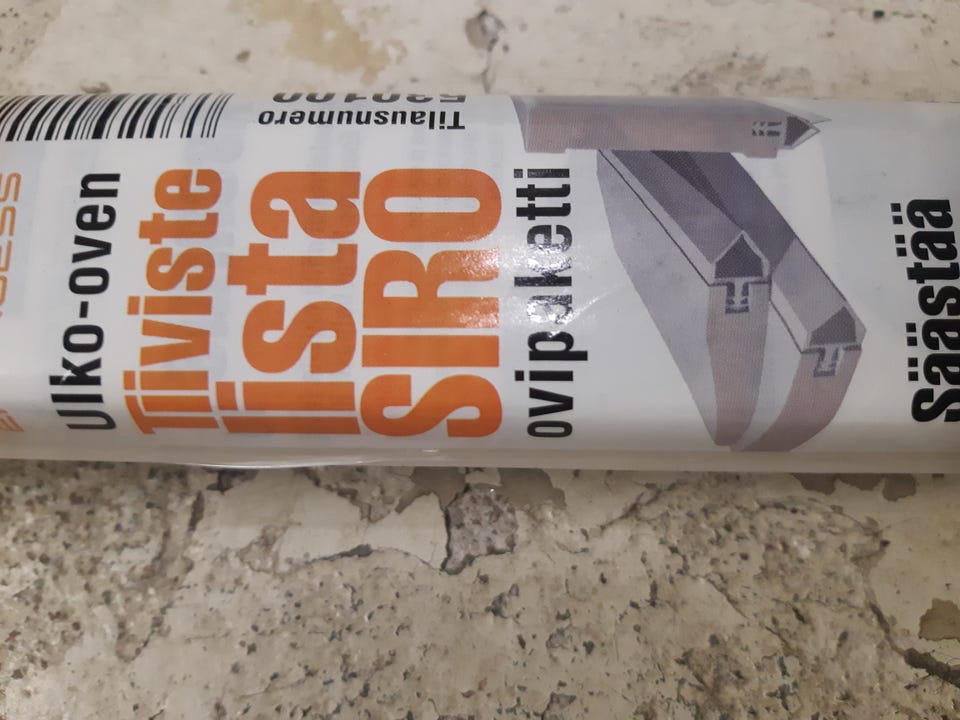 Ulko-oven
Tiiviste
lista
SIRO
ovipaketti
Säästää
Tilausnumero